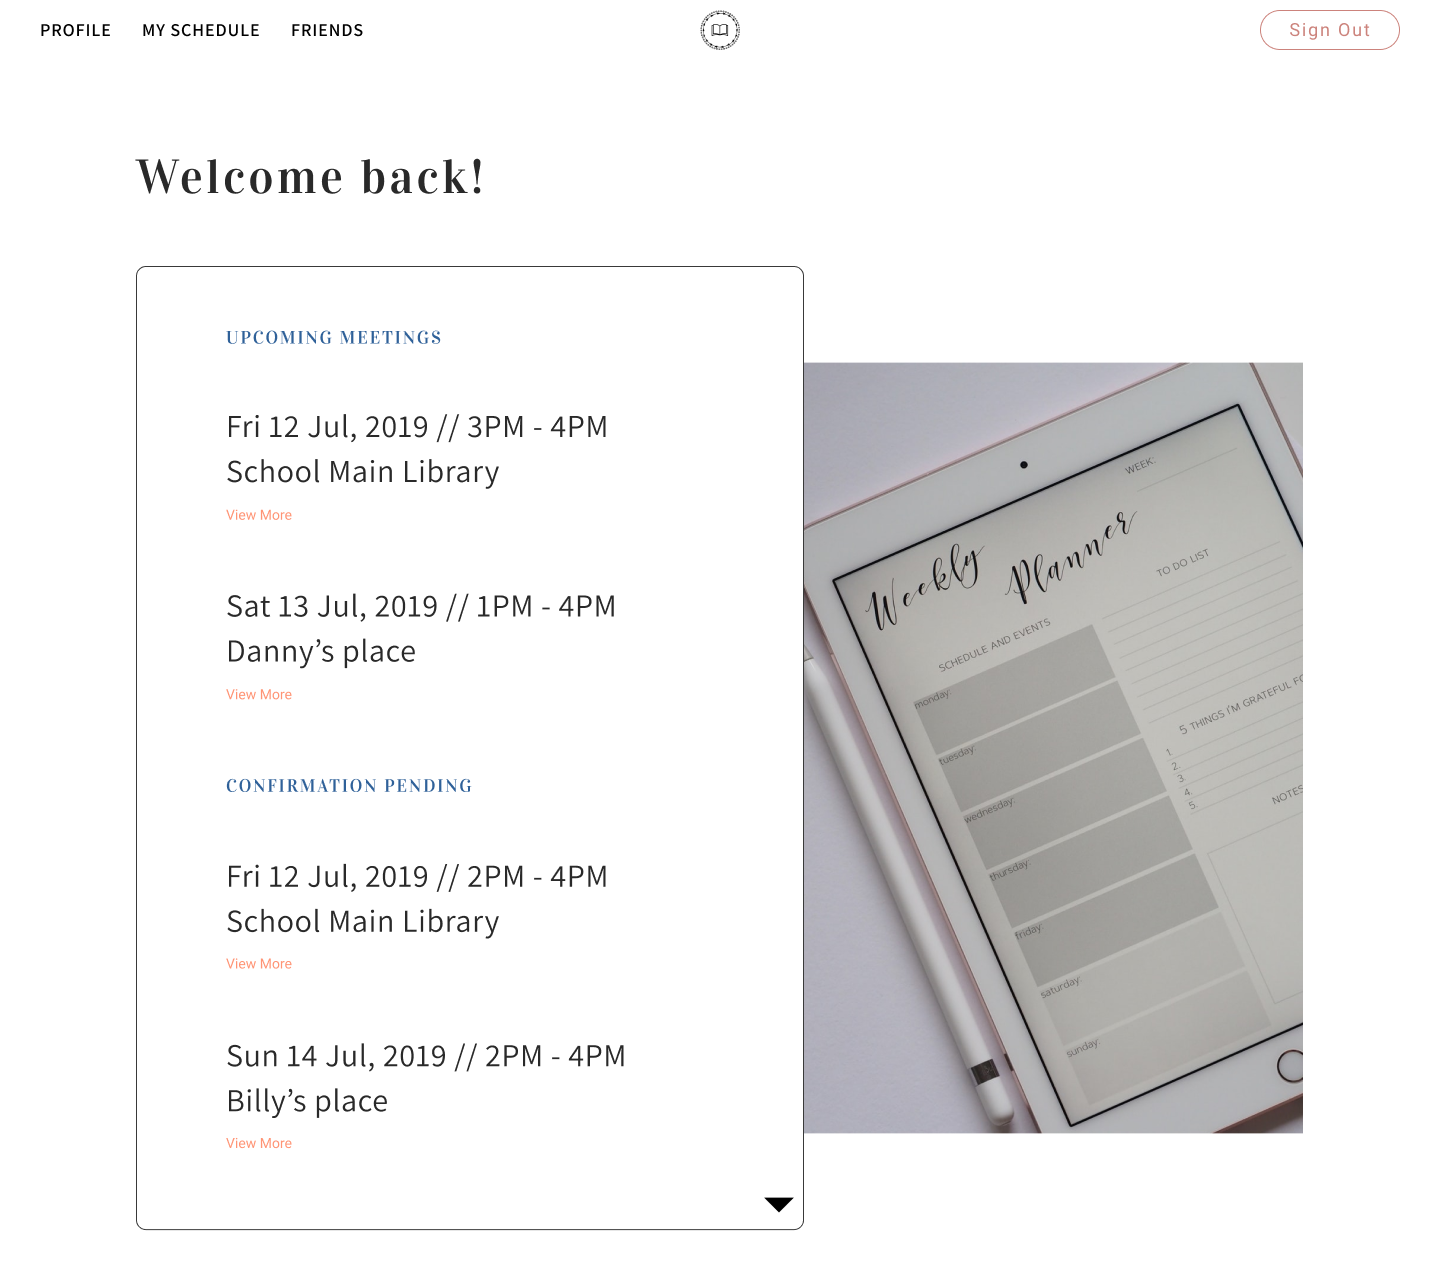 PROFILE
MY SCHEDULE
FRIENDS
Sign Out
Welcome back!
UPCOMING MEETINGS
Fri 12 Jul, 2019 // 3PM - 4PM
School Main Library
View More
Sat 13 Jul, 2019 // 1PM - 4PM
Danny’s place
View More
CONFIRMATION PENDING
Fri 12 Jul, 2019 // 2PM - 4PM
School Main Library
View More
Sun 14 Jul, 2019 // 2PM - 4PM
Billy’s place
View More
WEEK:
Weekly Planner
TO DO LIST
SCHEDULE AND EVENTS
monday:
tuesday:
wednesday:
thursday:
friday:
saturday:
sunday:
5 THINGS I'M GRATEFUL FO
1.
2.
3.
4.
5.
NOTES